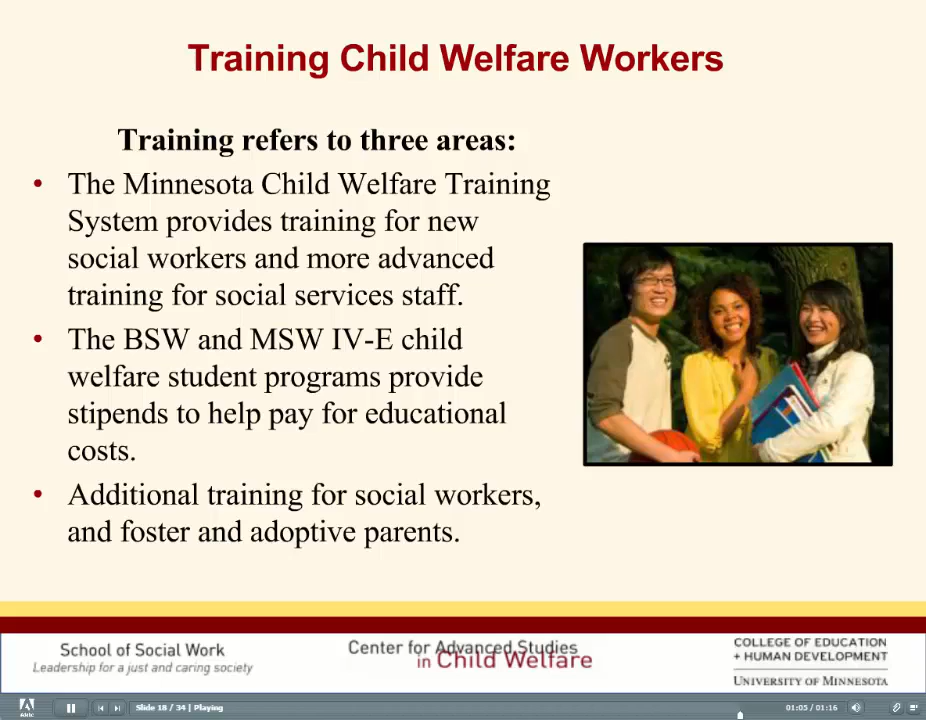 Training Child Welfare Workers
Training refers to three areas:
• The Minnesota Child Welfare Training
System provides training for new
social workers and more advanced
training for social services staff.
• The BSW and MSW IV-E child
welfare student programs provide
stipends to help pay for educational
costs.
• Additional training for social workers,
and foster and adoptive parents.
School of Social Work
Leadership for a just and caring society
Center for Advanced Studies
in Child Welfare
COLLEGE OF EDUCATION
+ HUMAN DEVELOPMENT
UNIVERSITY OF MINNESOTA
Slide 18 / 34 | Playing
01:05 / 01:16